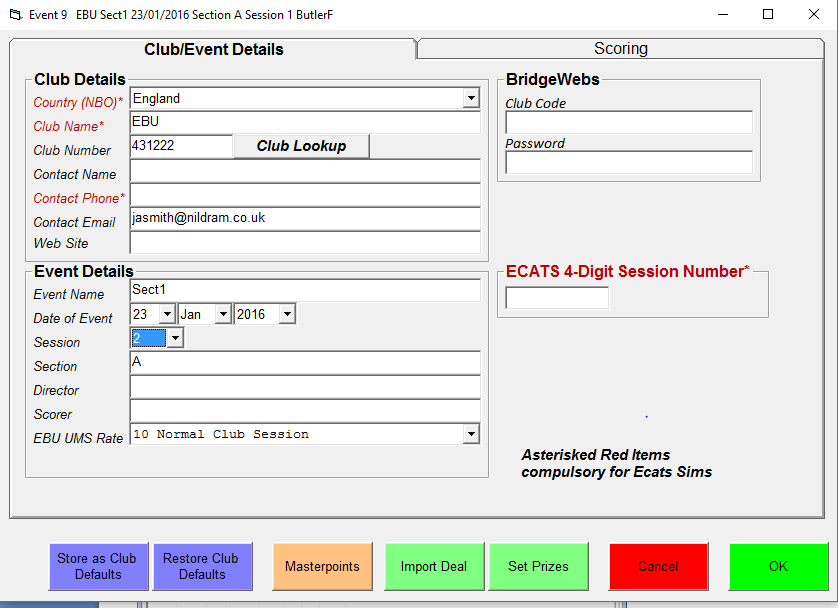 Event 9 EBU Sect1 23/01/2016 Section A Session 1 ButlerF
Club/Event Details
Scoring
Club Details
Country (NBO)* England
Club Name* EBU
Club Number 431222 Club Lookup
Contact Name
Contact Phone*
Contact Email jasmith@nildram.co.uk
Web Site
BridgeWebs
Club Code
Password
Event Details
Event Name Sect1
Date of Event 23 Jan 2016
Session 2
Section A
Director
Scorer
EBU UMS Rate 10 Normal Club Session
ECATS 4-Digit Session Number*
Asterisked Red Items
compulsory for Ecats Sims
Store as Club
Defaults
Restore Club
Defaults
Masterpoints
Import Deal
Set Prizes
Cancel
OK